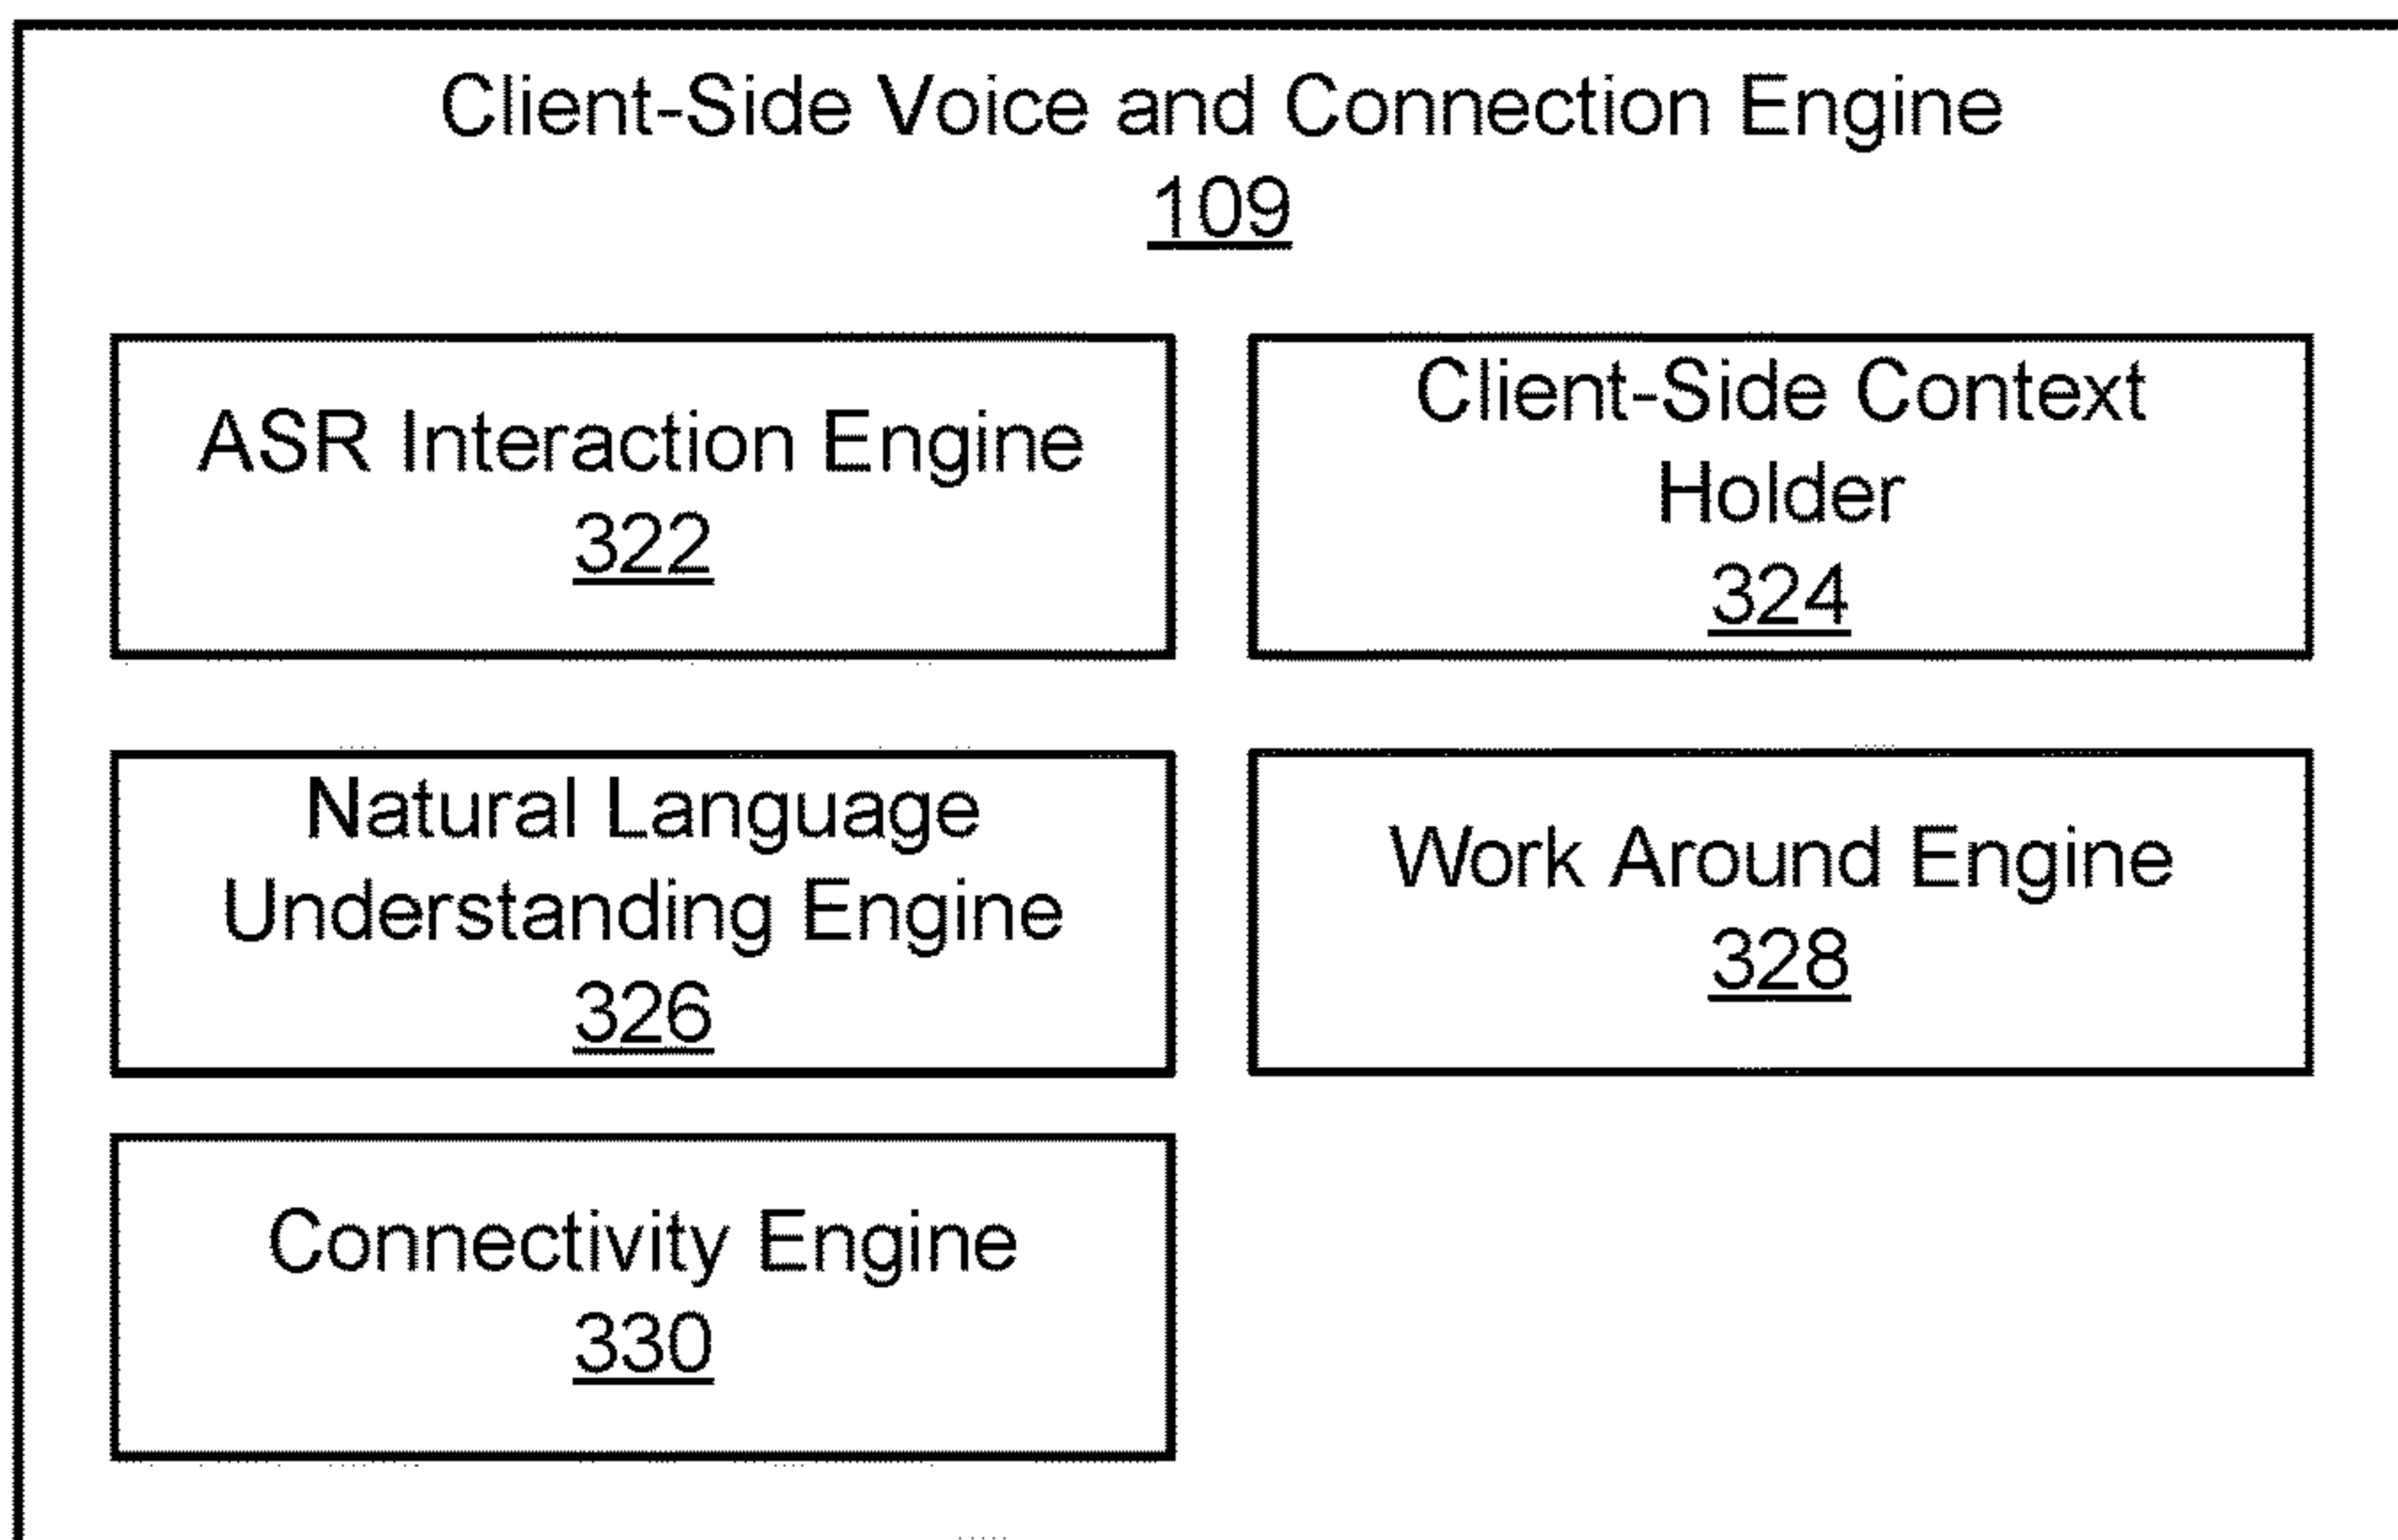 Client-Side Voice and Connection Engine
109
ASR Interaction Engine
322
Client-Side Context
Holder
324
Natural Language
Understanding Engine
326
Work Around Engine
328
Connectivity Engine
330